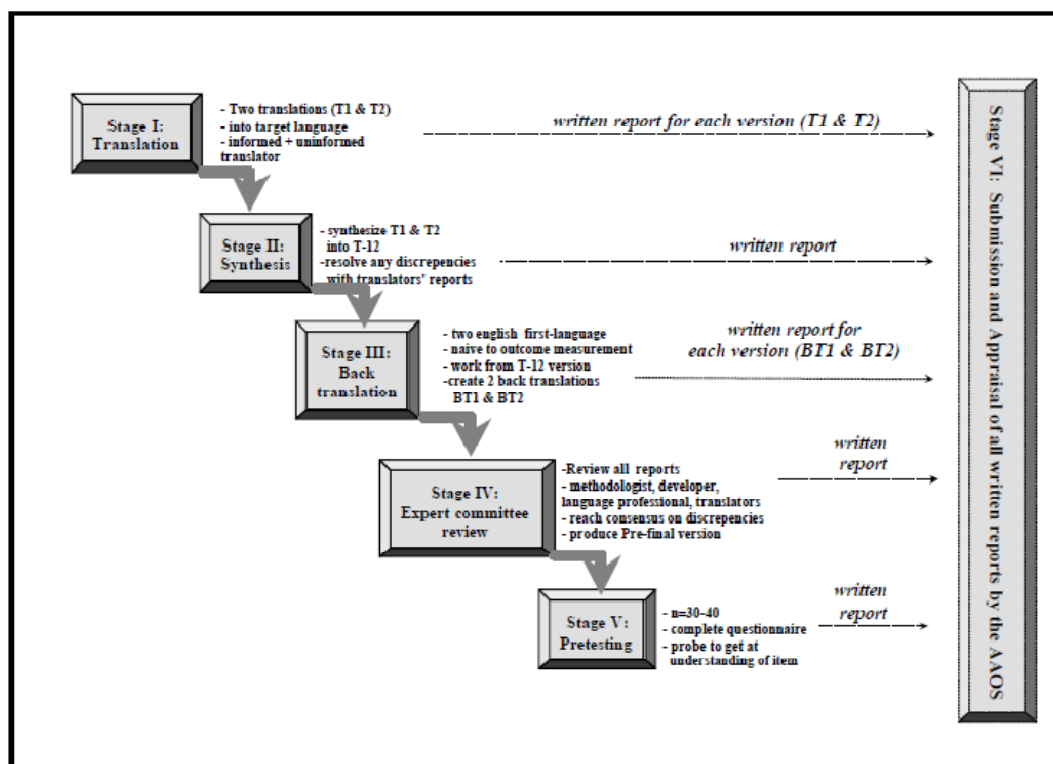 Stage I:
Translation
- Two translations (T1 & T2)
- into target language
- informed + uninformed
translator
written report for each version (T1 & T2)
Stage II:
Synthesis
- synthesize T1 & T2
into T-12
-resolve any discrepencies
with translators" reports
written report
Stage III:
Back
translation
- two english first-language
- naive to outcome measurement
- work from T-12 version
-create 2 back translations
BT1 & BT2
written report for
each version (BT1 & BT2)
Stage IV:
Expert committee
review
-Review all reports
- methodologist, developer,
language professional, translators
- reach consensus on discrepencies
- produce Pre-final version
written
report
Stage V:
Pretesting
- n=30-40
- complete questionnaire
- probe to get at
understanding of item
written
report
Stage VI: Submission and Appraisal of all written reports by the AAOS